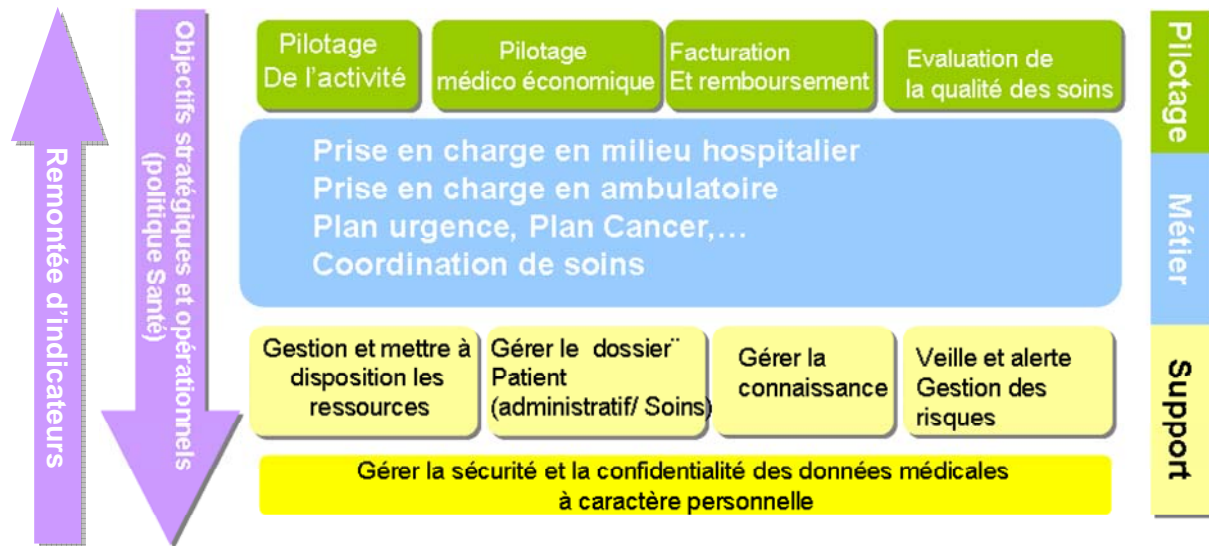 Remontée d'indicateurs
Objectifs stratégiques et opérationnels
(politique Santé)
Pilotage
De l'activité
Pilotage
médico économique
Facturation
Et remboursement
Evaluation de
la qualité des soins
Pilotage
Prise en charge en milieu hospitalier
Prise en charge en ambulatoire
Plan urgence, Plan Cancer,...
Coordination de soins
Métier
Gestion et mettre à
disposition les
ressources
Gérer le dossier¨
Patient
(administratif/ Soins)
Gérer la
connaissance
Veille et alerte
Gestion des
risques
Support
Gérer la sécurité et la confidentialité des données médicales
à caractère personnelle